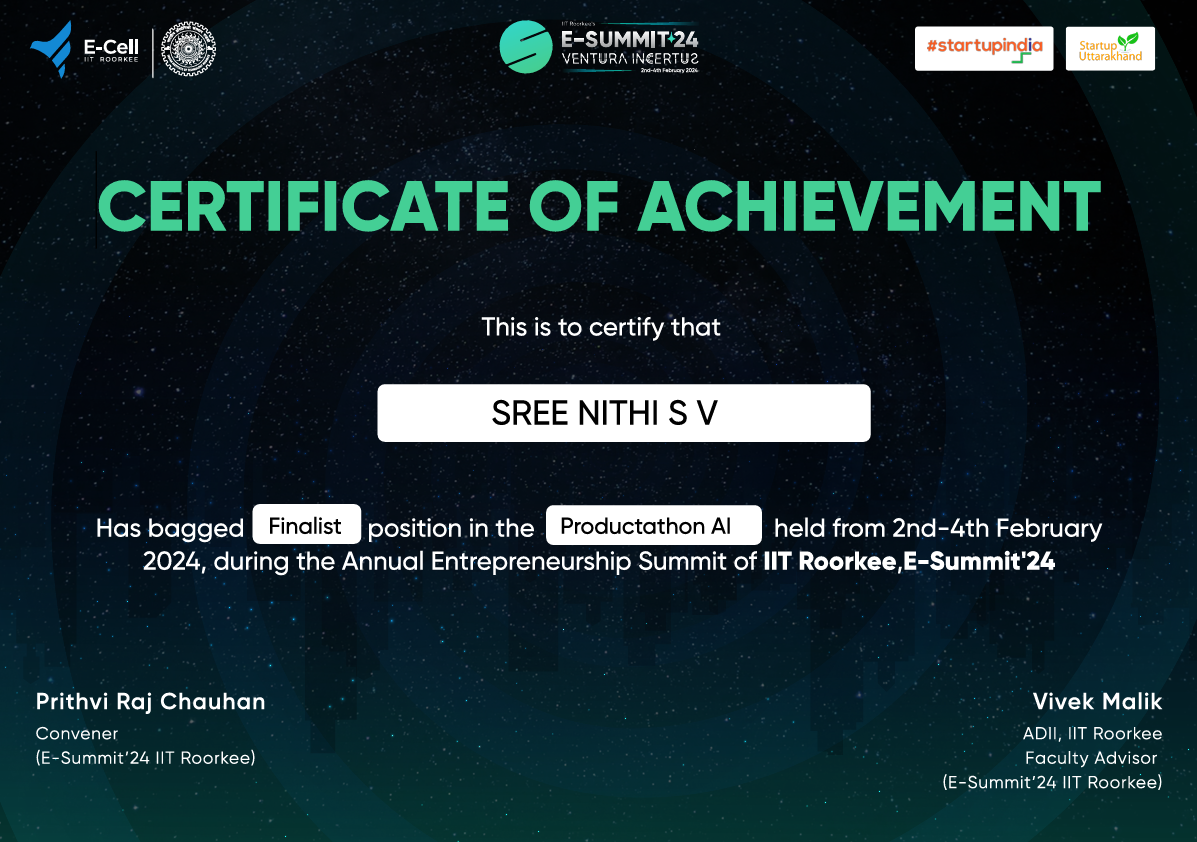 E-Cell
IIT ROORKEE
IIT Roorkee's
E-SUMMIT'24
VENTURA INCERTUS
2nd-4th February 2024
#startupindia
Startup
Uttarakhand
CERTIFICATE OF ACHIEVEMENT
This is to certify that
SREE NITHI S V
Has bagged Finalist position in the Productathon AI held from 2nd-4th February
2024, during the Annual Entrepreneurship Summit of IIT Roorkee,E-Summit'24
Prithvi Raj Chauhan
Convener
(E-Summit’24 IIT Roorkee)
Vivek Malik
ADII, IIT Roorkee
Faculty Advisor
(E-Summit’24 IIT Roorkee)